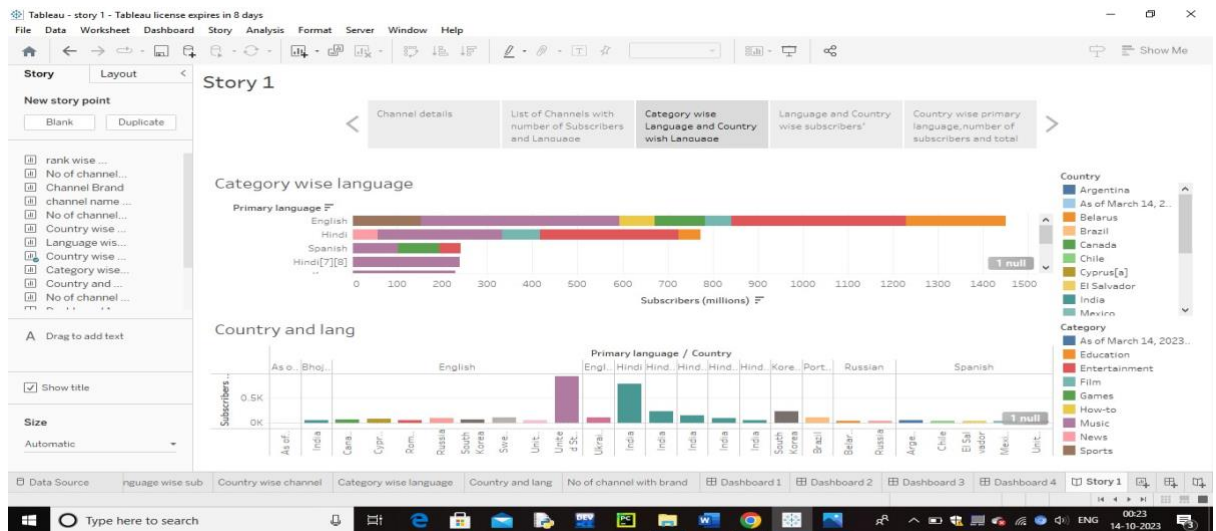 Tableau - story 1 - Tableau license expires in 8 days
File Data Worksheet Dashboard Story Analysis Format Server Window Help
Show Me
Story Layout
New story point
Blank Duplicate
rank wise ...
No of channel...
Channel Brand
channel name ...
No of channel...
Country wise ...
Language wis...
Country wise ...
Category wise...
Country and ...
No of channel ...
A Drag to add text
Show title
Size
Automatic
Story 1
Channel details
List of Channels with
number of Subscribers
and Language
Category wise
Language and Country
wish Language
Language and Country
wise subscribers'
Country wise primary
language,number of
subscribers and total
Category wise language
Primary language
English
Hindi
Spanish
Hindi[7][8]
1 null
0 100 200 300 400 500 600 700 800 900 1000 1100 1200 1300 1400 1500
Subscribers (millions)
Country and lang
Primary language / Country
As o.. Bhoj.. English Engl.. Hindi Hind.. Hind.. Hind.. Hind.. Kore.. Port.. Russian Spanish
Subscribers ..
0.5K
0K
1 null
As of..
India
Cana..
Cypr..
Rom..
Russia
South
Korea
Swe..
Unit..
Unite
d St..
Ukrai..
India
India
India
India
India
South
Korea
Brazil
Belar..
Russia
Arge..
Chile
El Sal
vador
Mexi..
Unit..
Country
Argentina
As of March 14, 2..
Belarus
Brazil
Canada
Chile
Cyprus[a]
El Salvador
India
Mexico
Category
As of March 14, 2023..
Education
Entertainment
Film
Games
How-to
Music
News
Sports
Data Source nguage wise sub Country wise channel Category wise language Country and lang No of channel with brand Dashboard 1 Dashboard 2 Dashboard 3 Dashboard 4 Story 1
Type here to search
ENG
00:23
14-10-2023